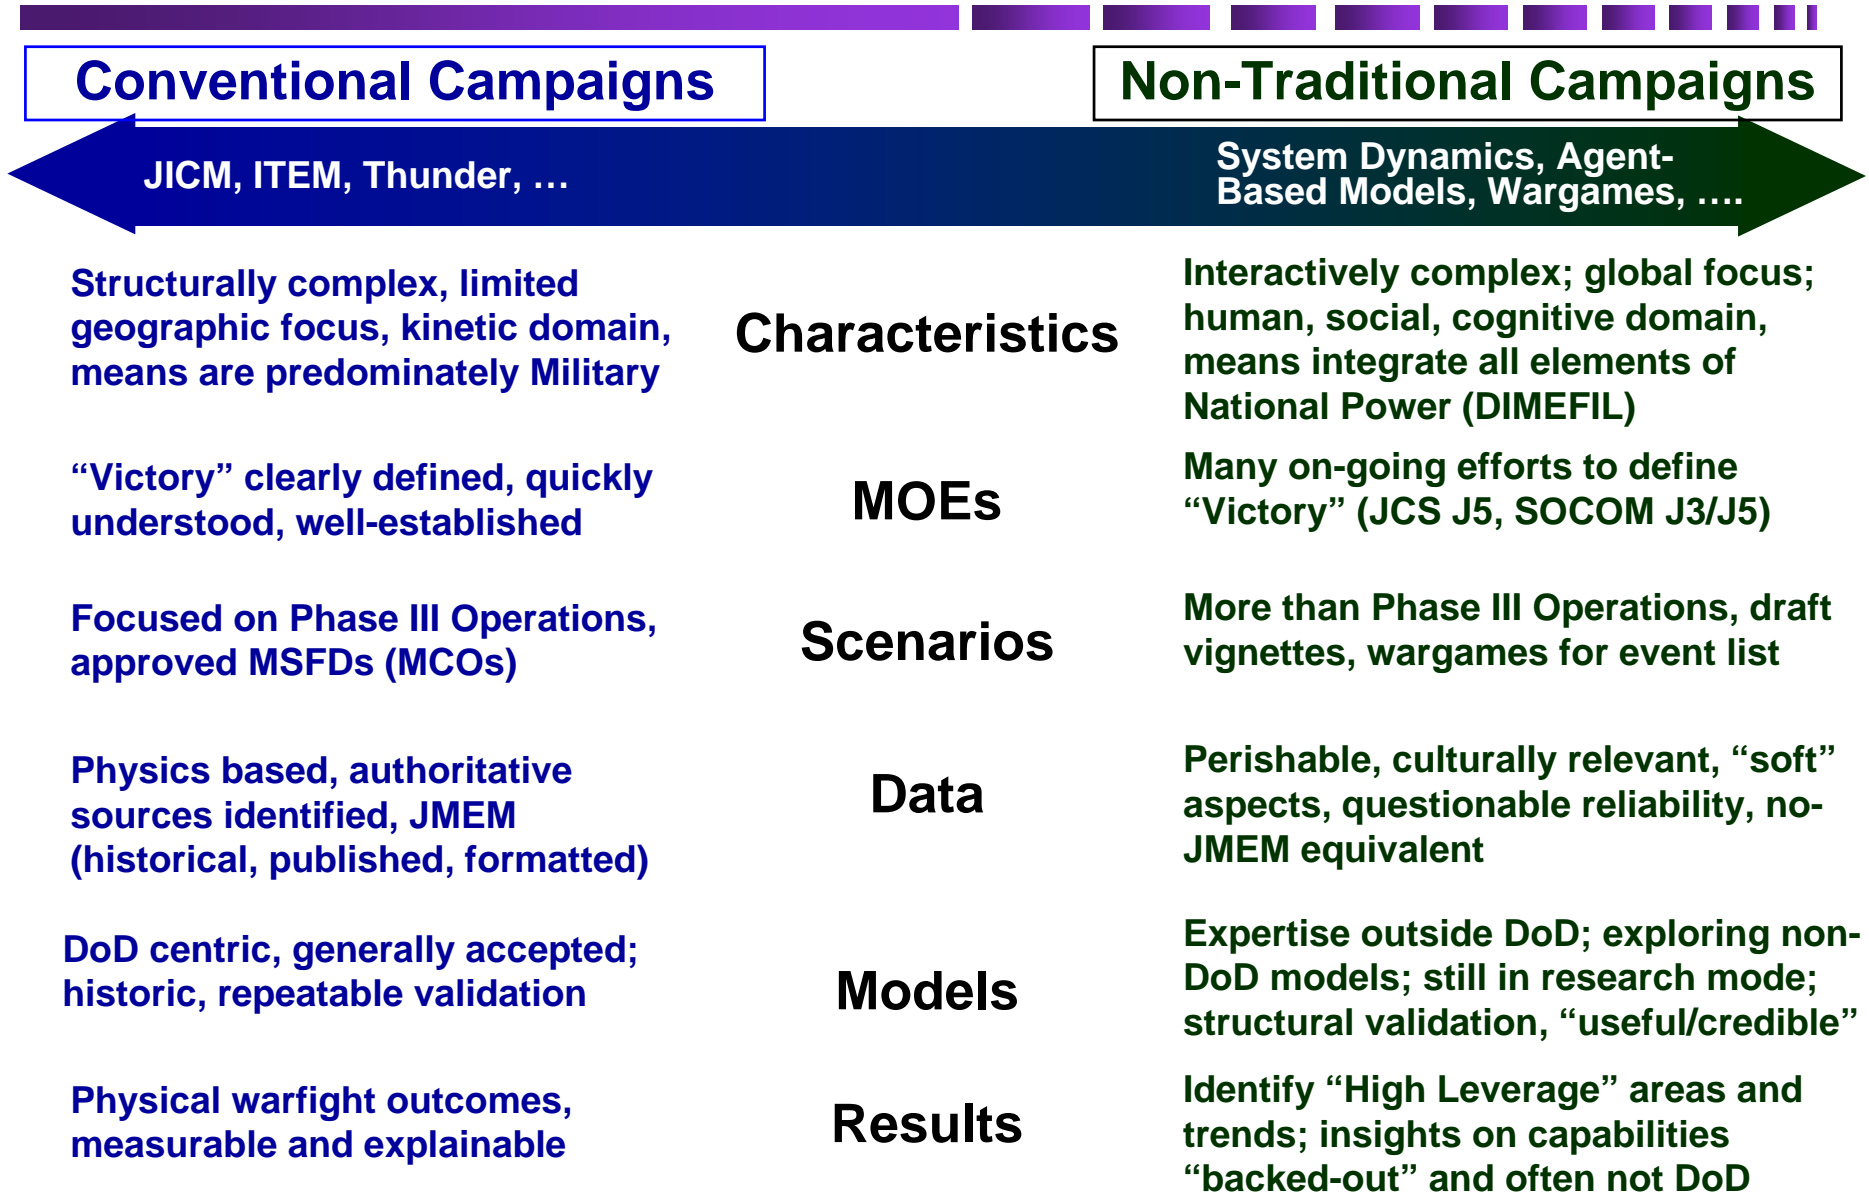 Conventional Campaigns
Non-Traditional Campaigns
JICM, ITEM, Thunder, …
System Dynamics, Agent-
Based Models, Wargames, ….
Structurally complex, limited
geographic focus, kinetic domain,
means are predominately Military
Characteristics
Interactively complex; global focus;
human, social, cognitive domain,
means integrate all elements of
National Power (DIMEFIL)
“Victory” clearly defined, quickly
understood, well-established
MOEs
Many on-going efforts to define
“Victory” (JCS J5, SOCOM J3/J5)
Focused on Phase III Operations,
approved MSFDs (MCOs)
Scenarios
More than Phase III Operations, draft
vignettes, wargames for event list
Physics based, authoritative
sources identified, JMEM
(historical, published, formatted)
Data
Perishable, culturally relevant, “soft”
aspects, questionable reliability, no-
JMEM equivalent
DoD centric, generally accepted;
historic, repeatable validation
Models
Expertise outside DoD; exploring non-
DoD models; still in research mode;
structural validation, “useful/credible”
Physical warfight outcomes,
measurable and explainable
Results
Identify “High Leverage” areas and
trends; insights on capabilities
“backed-out” and often not DoD